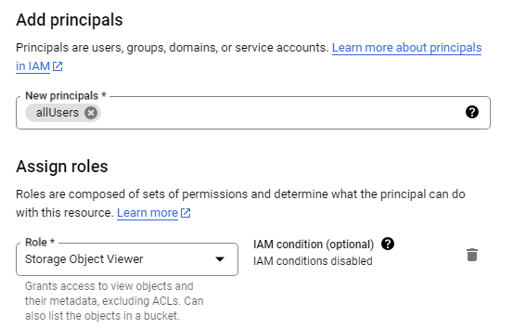 Add principals
Principals are users, groups, domains, or service accounts. Learn more about principals
in IAM
New principals *
allUsers
Assign roles
Roles are composed of sets of permissions and determine what the principal can do
with this resource. Learn more
Role *
Storage Object Viewer
IAM condition (optional)
IAM conditions disabled
Grants access to view objects and
their metadata, excluding ACLs. Can
also list the objects in a bucket.